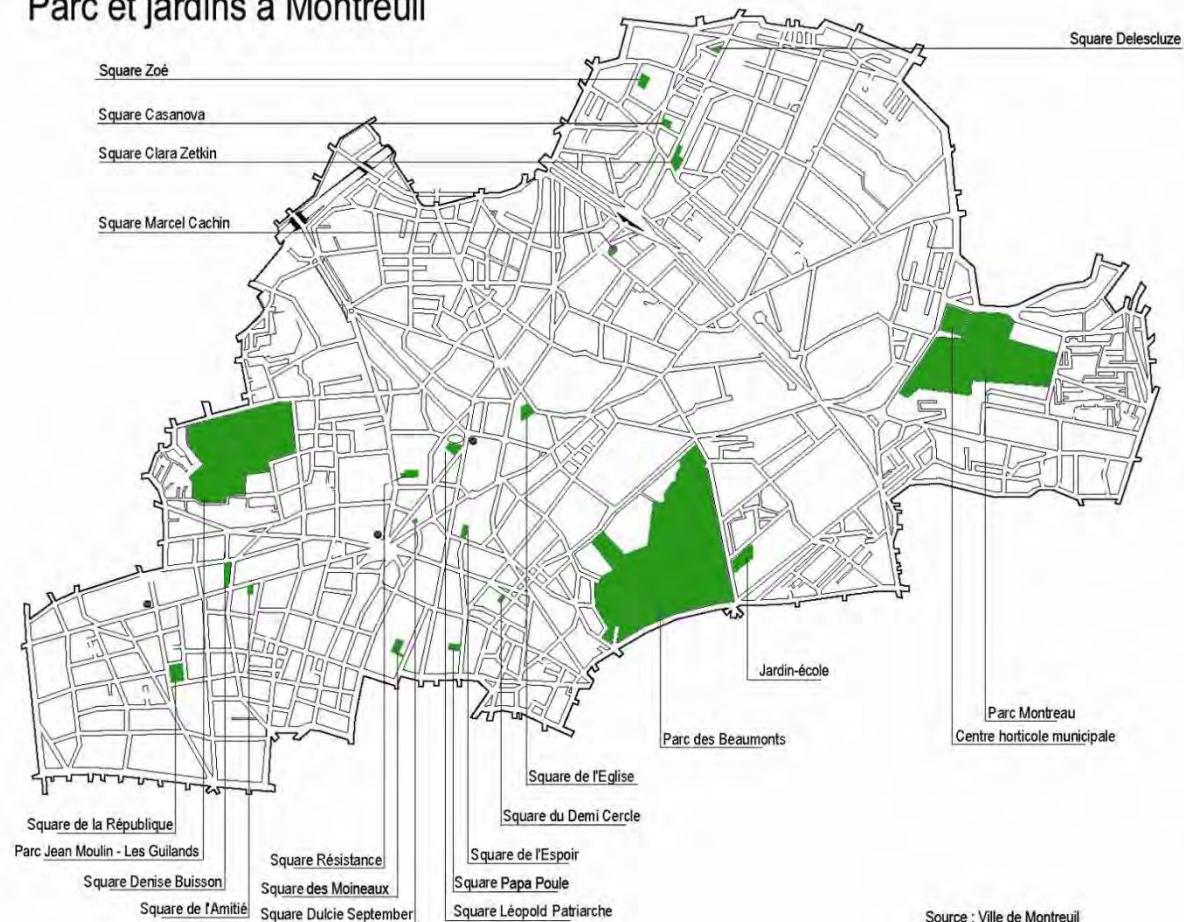 Parc et jardins à Montreuil
Square Delescluze
Square Zoé
Square Casanova
Square Clara Zetkin
Square Marcel Cachin
Jardin-école
Parc Montreau
Parc des Beaumonts
Centre horticole municipale
Square de l'Eglise
Square du Demi Cercle
Square de la République
Parc Jean Moulin - Les Guilands
Square Résistance
Square de l'Espoir
Square Denise Buisson
Square des Moineaux
Square Papa Poule
Square de l'Amitié
Square Dulcie September
Square Léopold Patriarche
Source : Ville de Montreuil